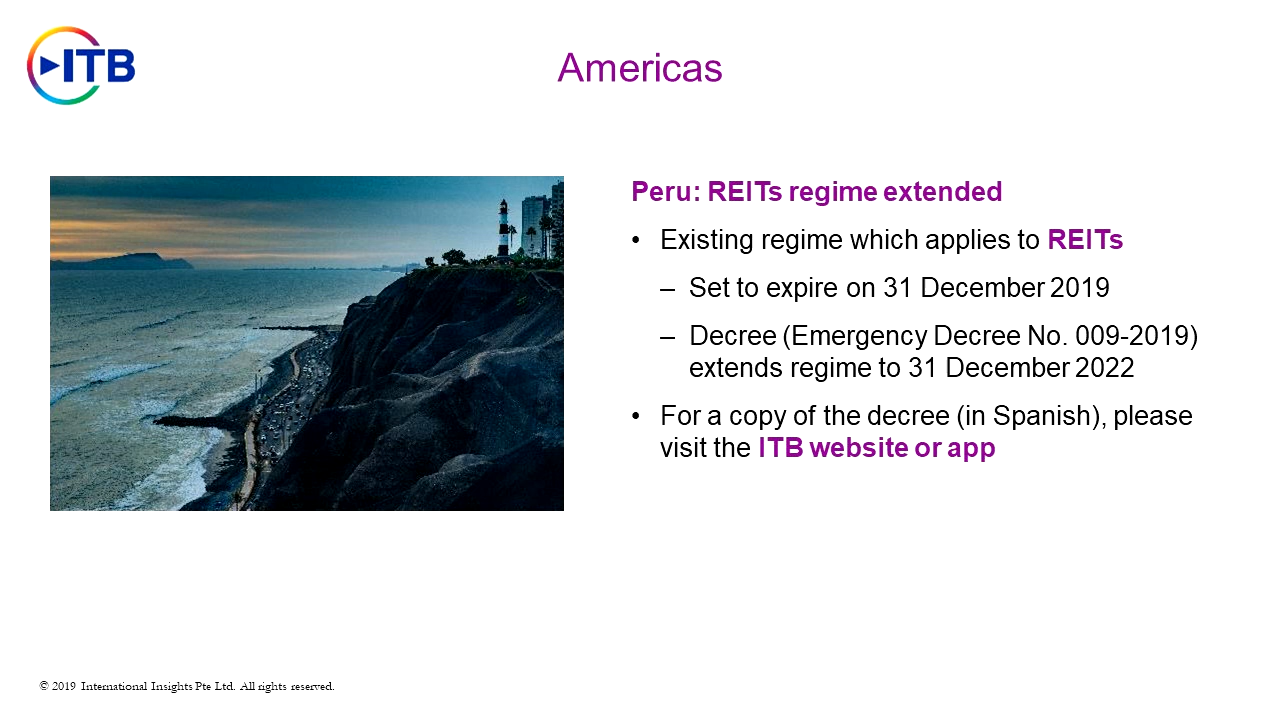 ITB
Americas
Peru: REITs regime extended
• Existing regime which applies to REITs
– Set to expire on 31 December 2019
– Decree (Emergency Decree No. 009-2019)
extends regime to 31 December 2022
• For a copy of the decree (in Spanish), please
visit the ITB website or app
© 2019 International Insights Pte Ltd. All rights reserved.